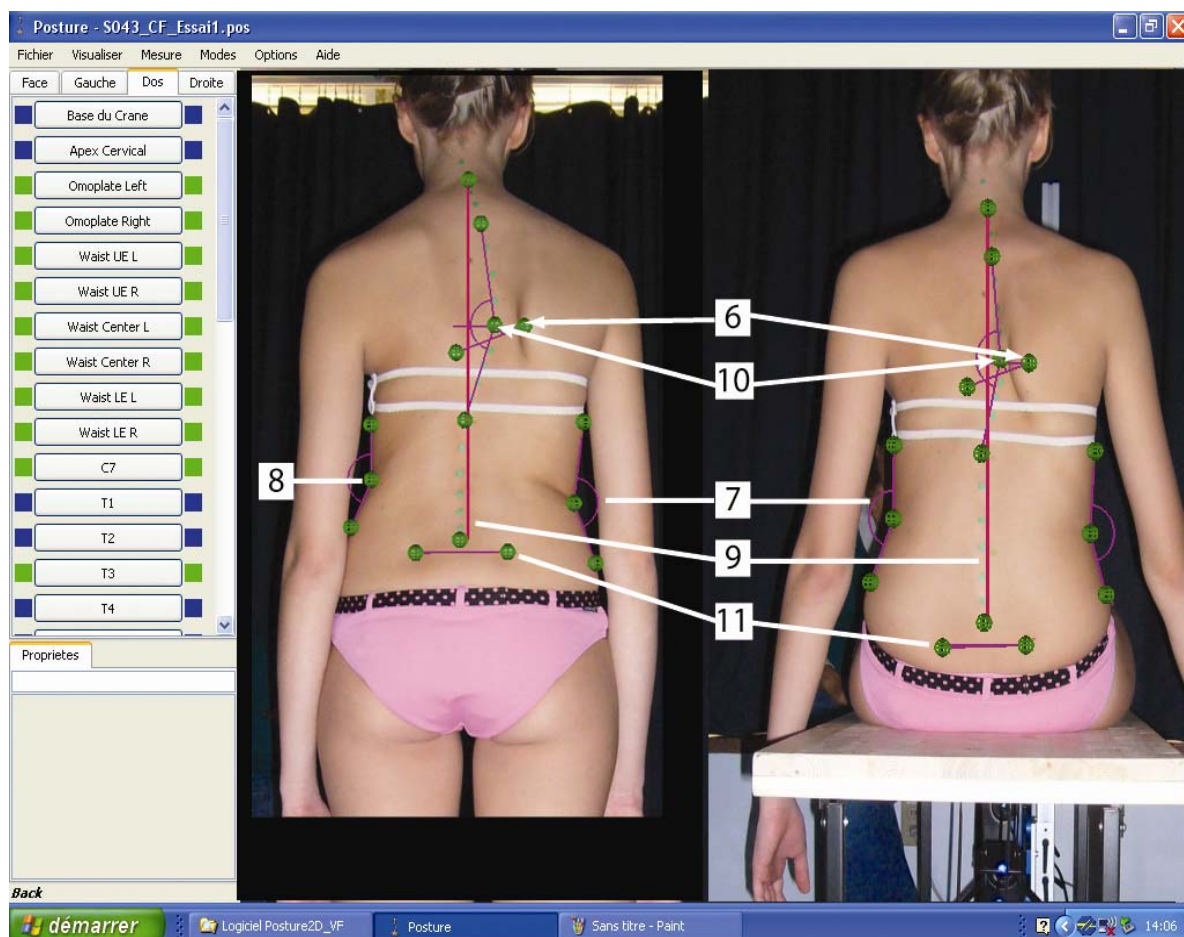 Posture - S043_CF_Essai1.pos
Fichier Visualiser Mesure Modes Options Aide
Face Gauche Dos Droite
Base du Crane
Apex Cervical
Omoplate Left
Omoplate Right
Waist UE L
Waist UE R
Waist Center L
Waist Center R
Waist LE L
Waist LE R
C7
T1
T2
T3
T4
Proprietes
Back
6
10
8
7
9
11
démarrer Logiciel Posture2D_VF Posture Sans titre - Paint 14:06